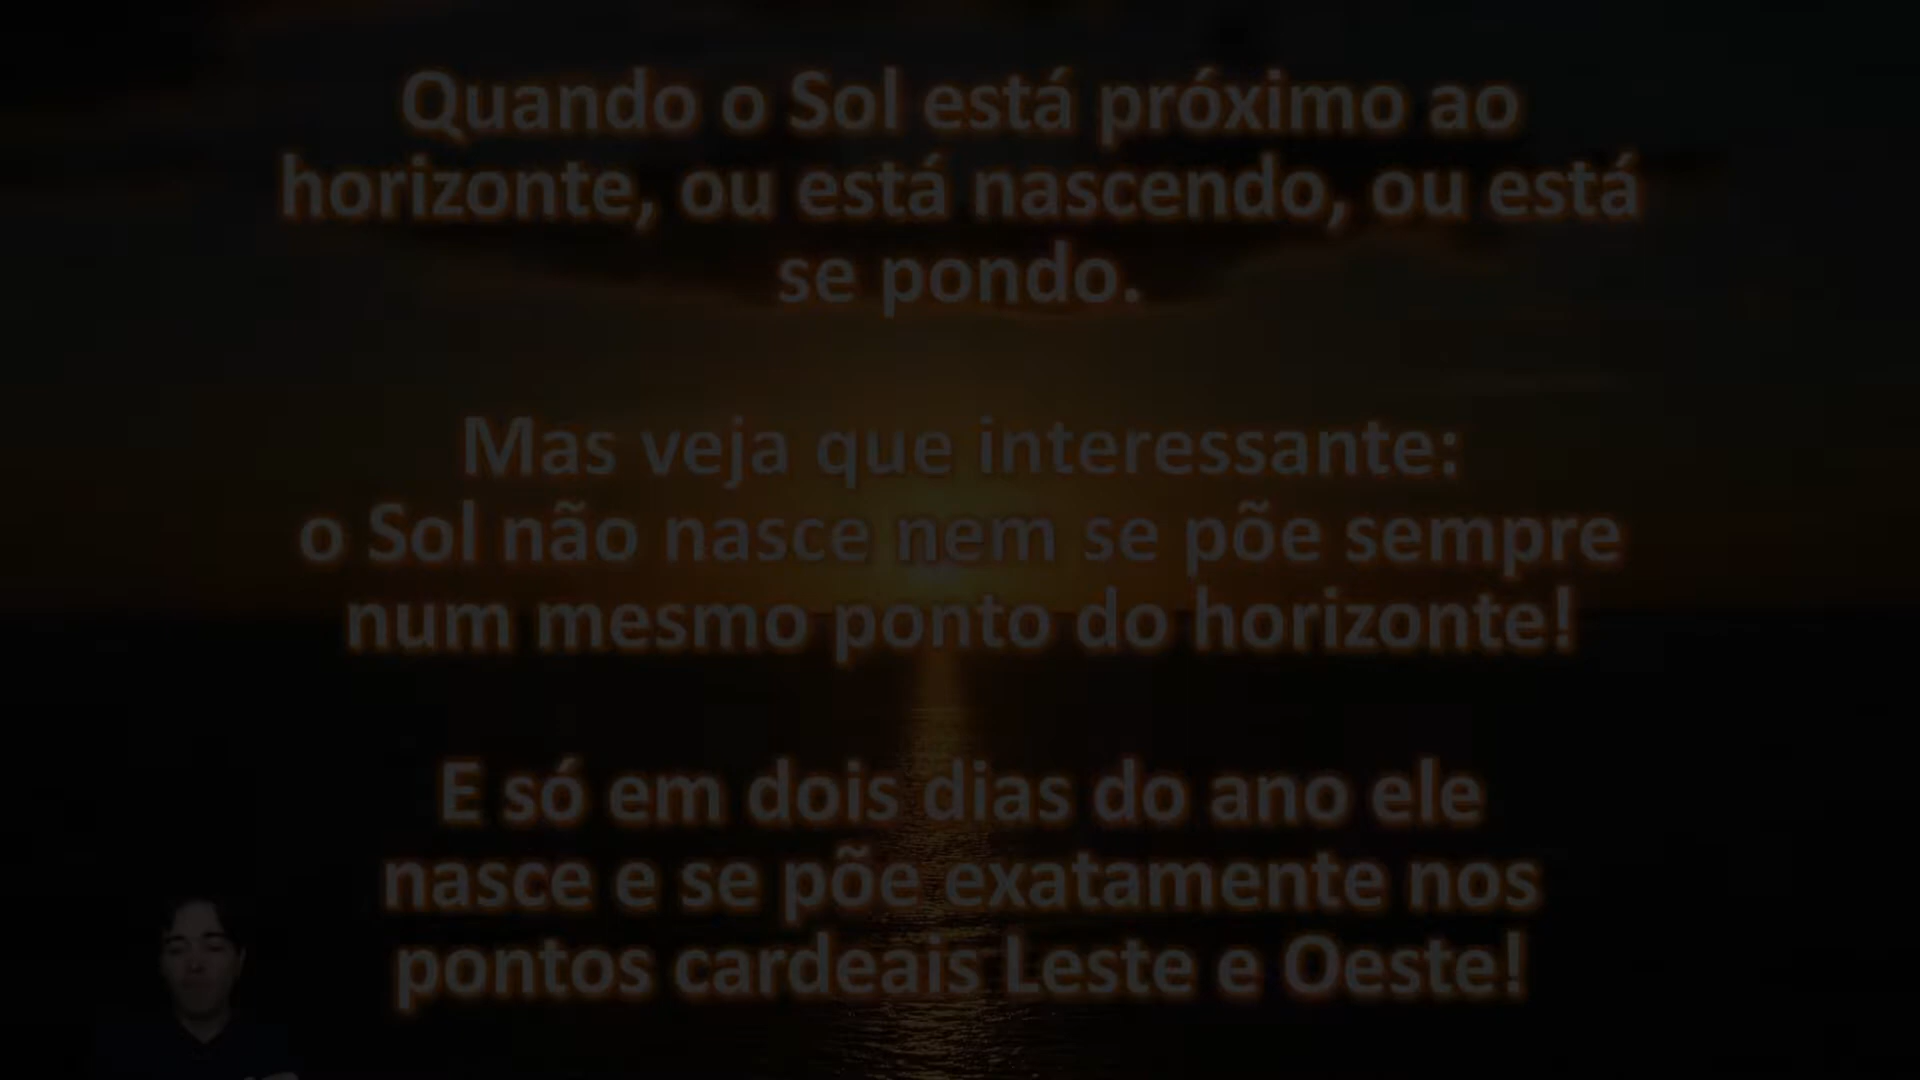 Quando o Sol está próximo ao
horizonte, ou está nascendo, ou está
se pondo.
Mas veja que interessante:
o Sol não nasce nem se põe sempre
num mesmo ponto do horizonte!
E só em dois dias do ano ele
nasce e se põe exatamente nos
pontos cardeais Leste e Oeste!